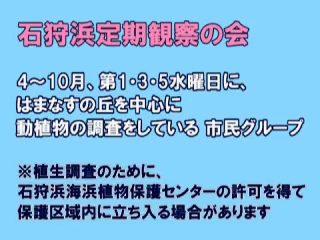 石狩浜定期観察の会
4～10月、第1・3・5水曜日に、
はまなすの丘を中心に
動植物の調査をしている 市民グループ
※植生調査のために、
石狩浜海浜植物保護センターの許可を得て
保護区域内に立ち入る場合があります